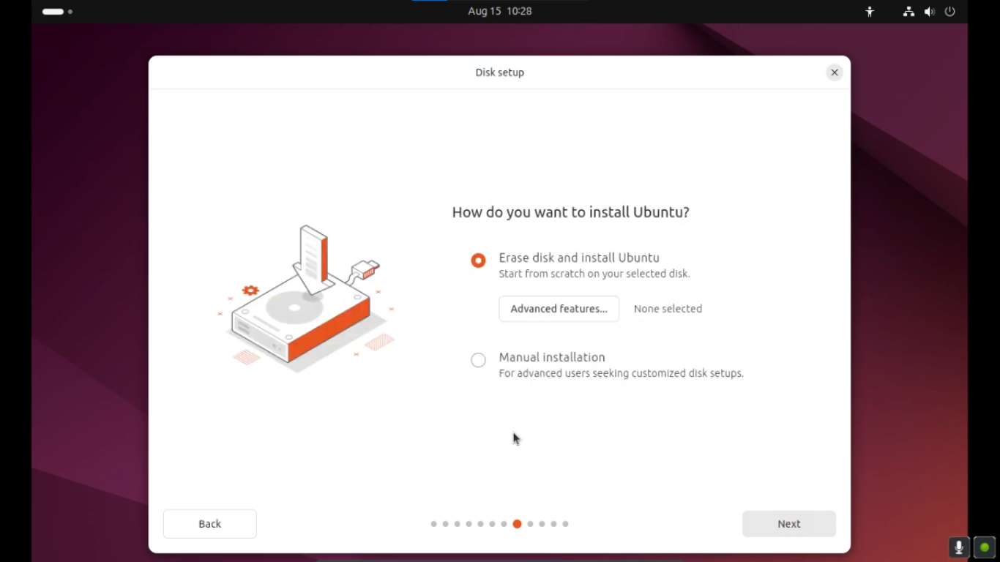 Aug 15 10:28
Disk setup
How do you want to install Ubuntu?
Erase disk and install Ubuntu
Start from scratch on your selected disk.
Advanced features... None selected
Manual installation
For advanced users seeking customized disk setups.
Back Next